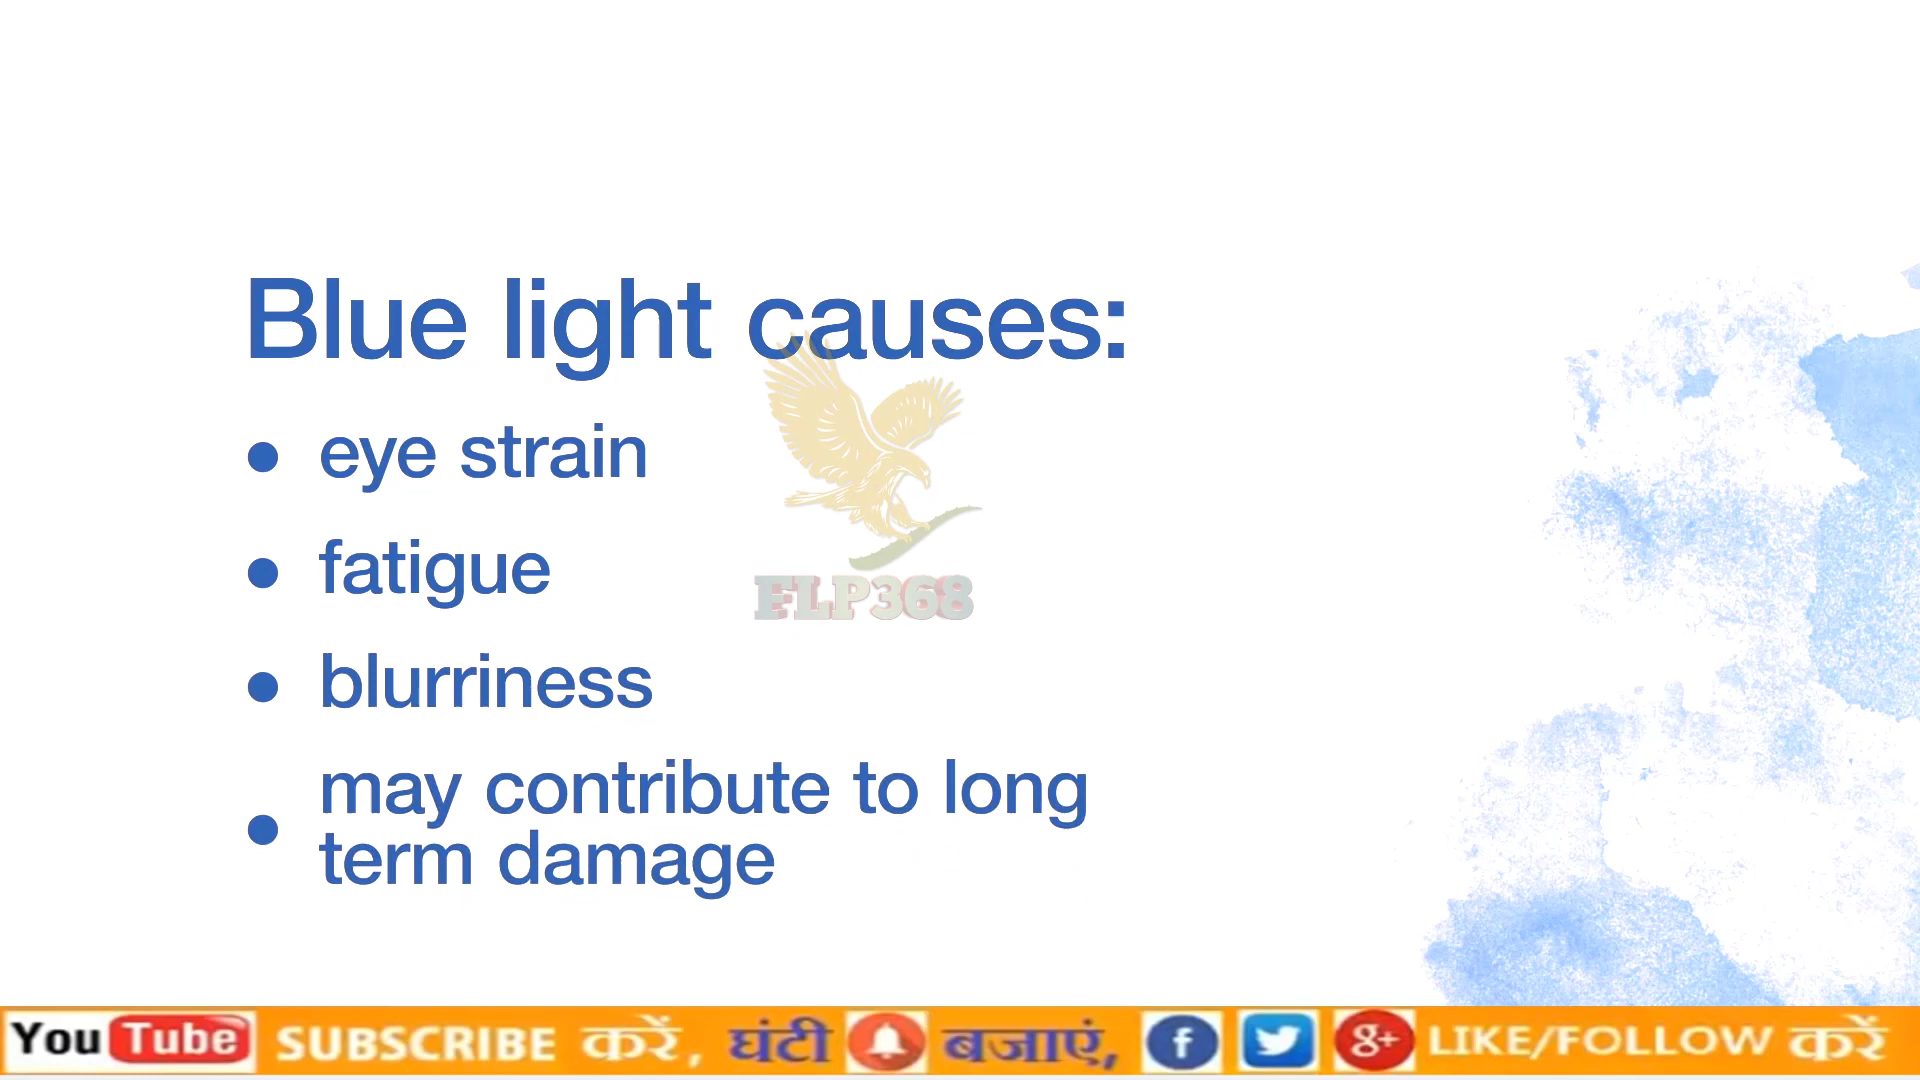 Blue light causes:
• eye strain
• fatigue
• blurriness
• may contribute to long
term damage
FLP368
You Tube SUBSCRIBE करें, घंटी बजाएं, f g+ LIKE/FOLLOW करें